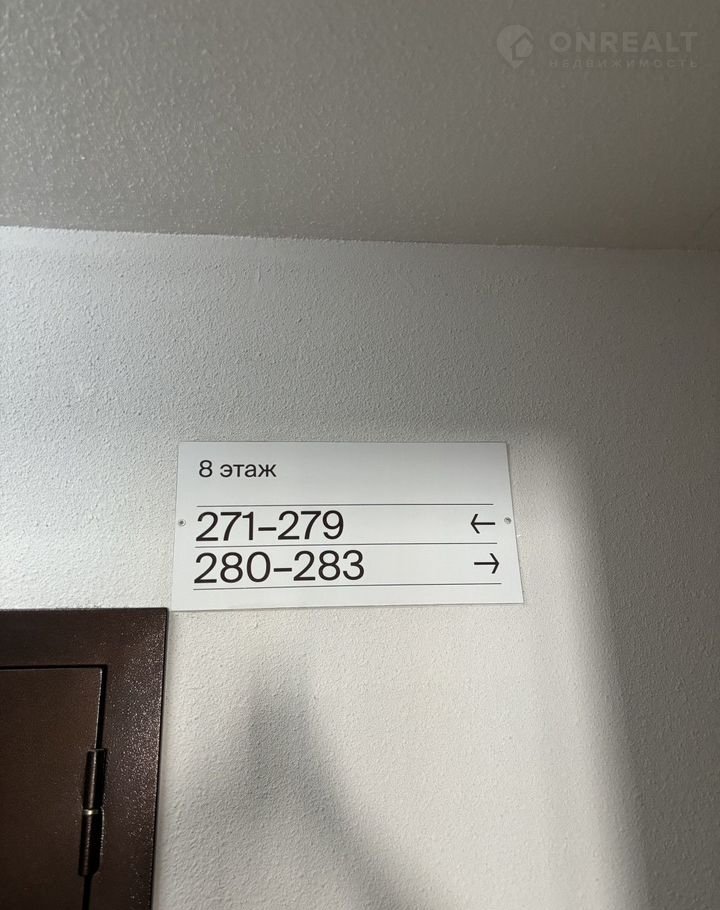 ONREALT
НЕДВИЖИМОСТЬ
8 этаж
271–279 ←
280–283 →